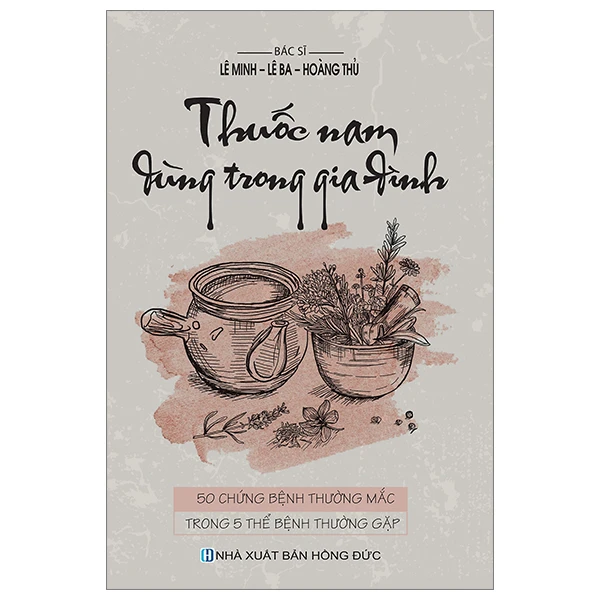 BÁC SĨ
LÊ MINH – LÊ BA – HOÀNG THỦ
Thuốc nam
dùng trong gia đình
50 CHỨNG BỆNH THƯỜNG MẮC
TRONG 5 THỂ BỆNH THƯỜNG GẶP
NHÀ XUẤT BẢN HỒNG ĐỨC